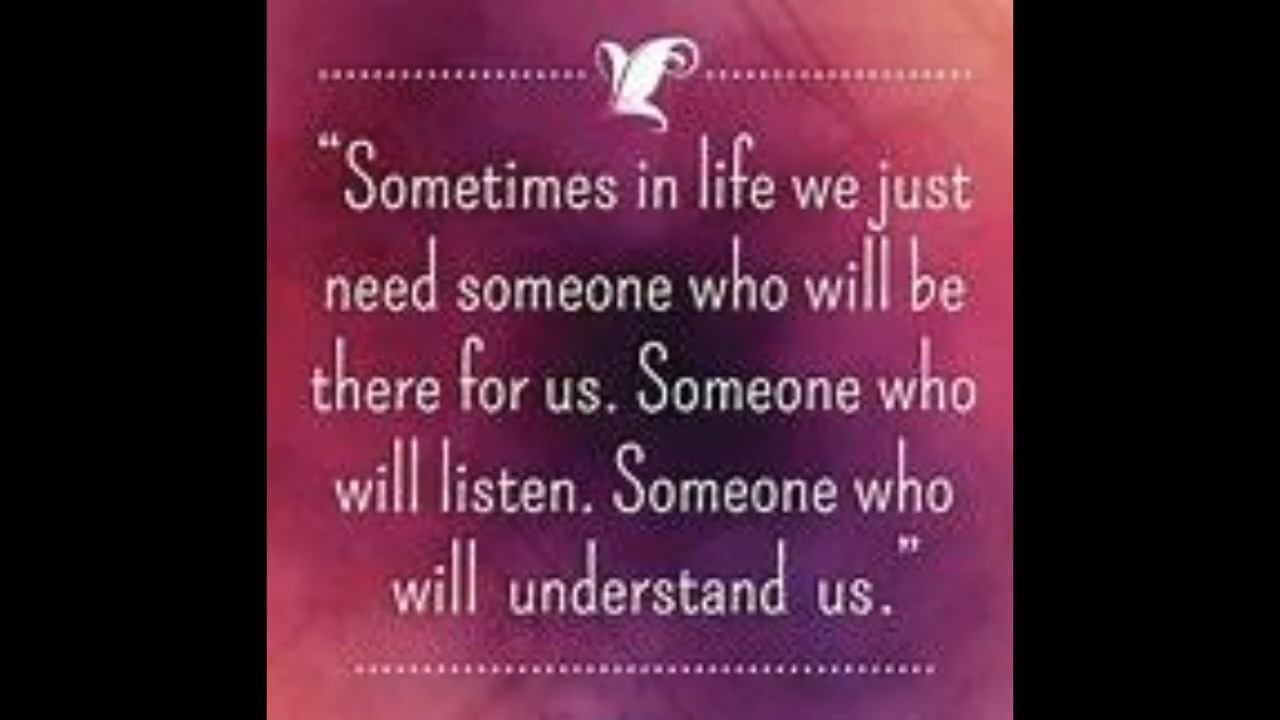 “Sometimes in life we just
need someone who will be
there for us. Someone who
will listen. Someone who
will understand us.”